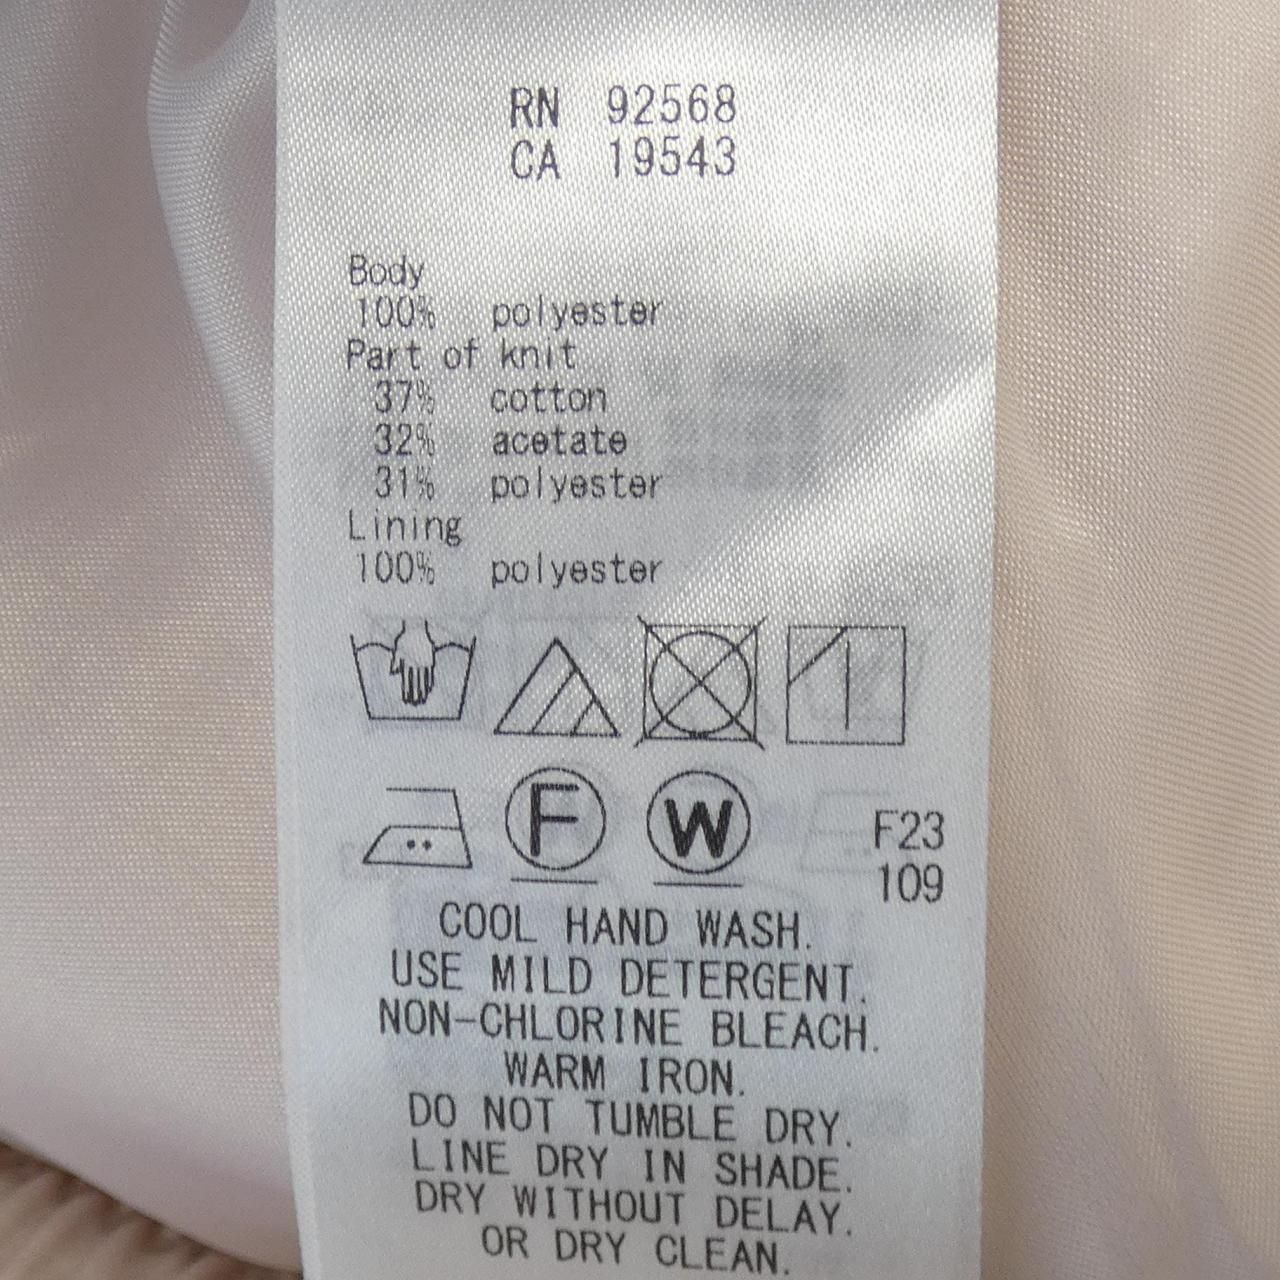 RN 92568
CA 19543
Body
100% polyester
Part of knit
37% cotton
32% acetate
31% polyester
Lining
100% polyester
F W
F23
109
COOL HAND WASH.
USE MILD DETERGENT.
NON-CHLORINE BLEACH.
WARM IRON.
DO NOT TUMBLE DRY.
LINE DRY IN SHADE.
DRY WITHOUT DELAY.
OR DRY CLEAN.